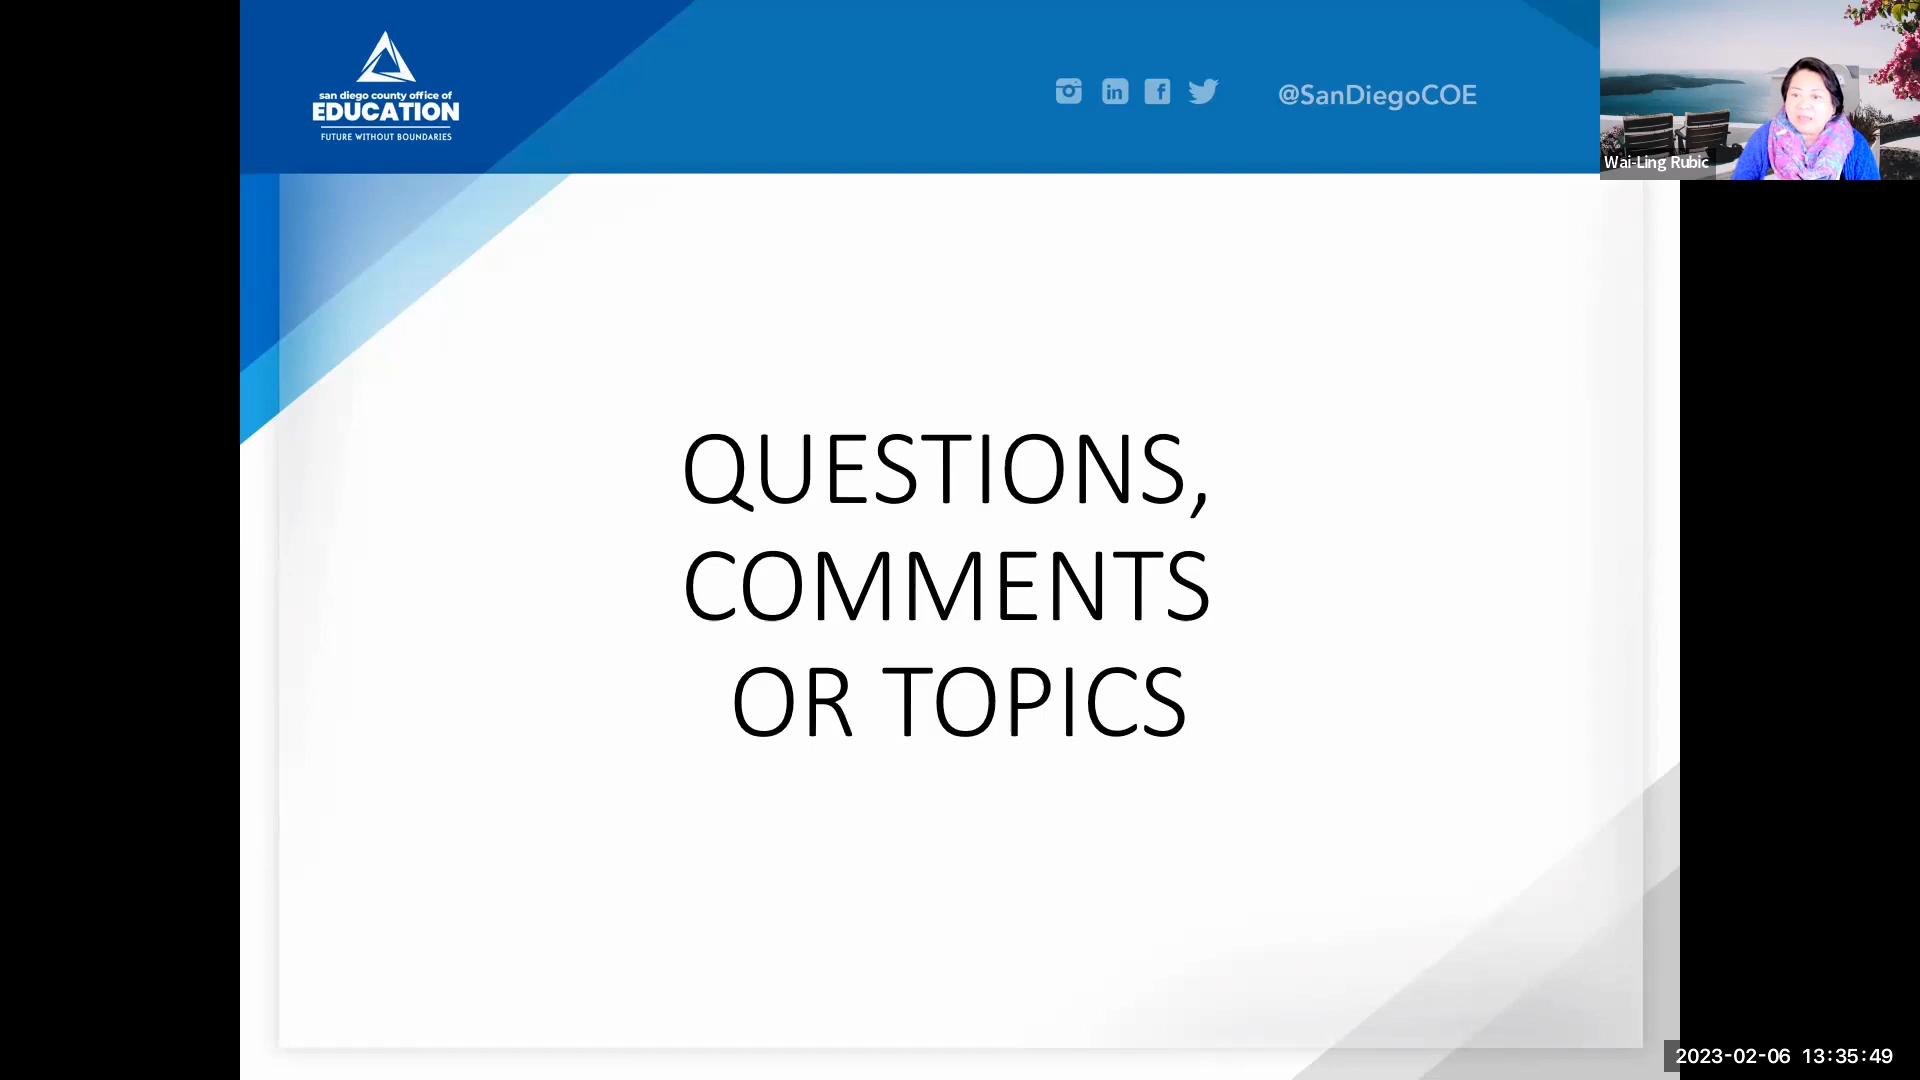 san diego county office of
EDUCATION
FUTURE WITHOUT BOUNDARIES
@SanDiegoCOE
Wai-Ling Rubic
QUESTIONS,
COMMENTS
OR TOPICS
2023-02-06 13:35:49